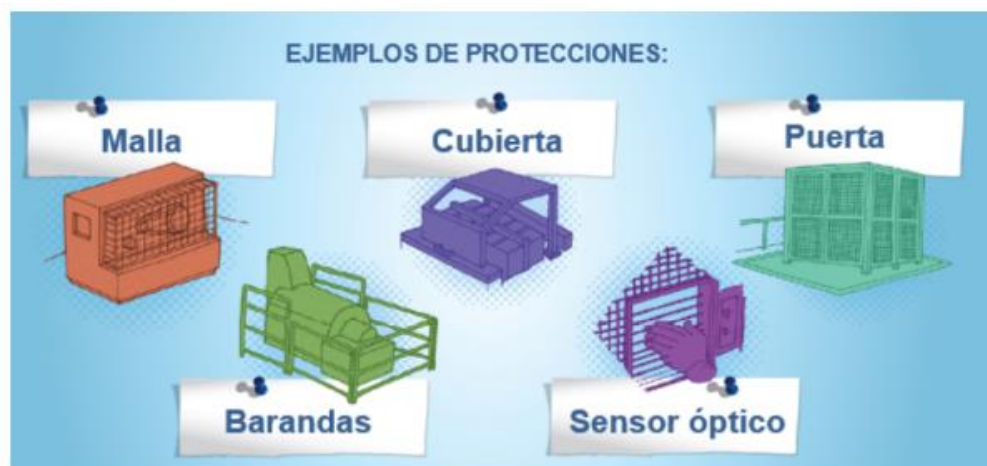 EJEMPLOS DE PROTECCIONES:
Malla
Cubierta
Puerta
Barandas
Sensor óptico